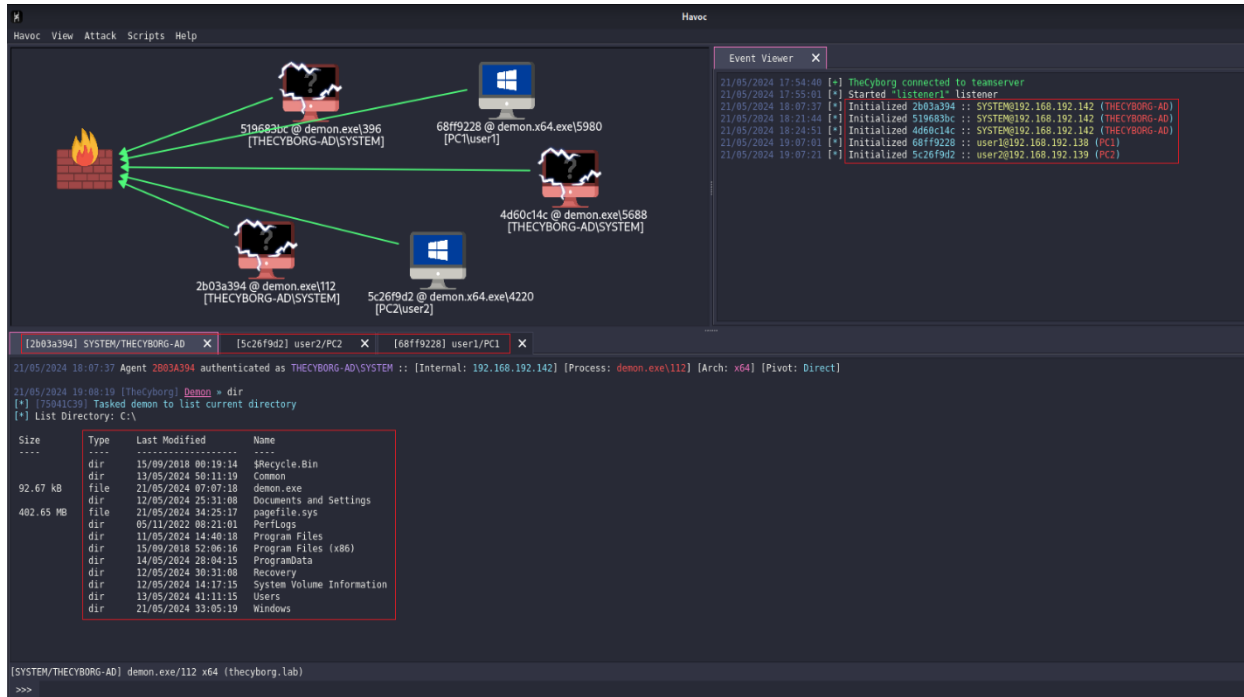 Havoc
Havoc View Attack Scripts Help
519683bc @ demon.exe\396
[THECYBORG-AD\SYSTEM]
68ff9228 @ demon.x64.exe\5980
[PC1\user1]
4d60c14c @ demon.exe\5688
[THECYBORG-AD\SYSTEM]
2b03a394 @ demon.exe\112
[THECYBORG-AD\SYSTEM]
5c26f9d2 @ demon.x64.exe\4220
[PC2\user2]
Event Viewer X
21/05/2024 17:54:40 [+] TheCyborg connected to teamserver
21/05/2024 17:55:01 [*] Started "listener1" listener
21/05/2024 18:07:37 [*] Initialized 2b03a394 :: SYSTEM@192.168.192.142 (THECYBORG-AD)
21/05/2024 18:21:44 [*] Initialized 519683bc :: SYSTEM@192.168.192.142 (THECYBORG-AD)
21/05/2024 18:24:51 [*] Initialized 4d60c14c :: SYSTEM@192.168.192.142 (THECYBORG-AD)
21/05/2024 19:07:01 [*] Initialized 68ff9228 :: user1@192.168.192.138 (PC1)
21/05/2024 19:07:21 [*] Initialized 5c26f9d2 :: user2@192.168.192.139 (PC2)
[2b03a394] SYSTEM/THECYBORG-AD X [5c26f9d2] user2/PC2 X [68ff9228] user1/PC1 X
21/05/2024 18:07:37 Agent 2B03A394 authenticated as THECYBORG-AD\SYSTEM :: [Internal: 192.168.192.142] [Process: demon.exe\112] [Arch: x64] [Pivot: Direct]
21/05/2024 19:08:19 [TheCyborg] Demon » dir
[*] [75041C39] Tasked demon to list current directory
[*] List Directory: C:\
Size Type Last Modified Name
---- ---- ------------------- ----
dir 15/09/2018 00:19:14 $Recycle.Bin
dir 13/05/2024 50:11:19 Common
92.67 kB file 21/05/2024 07:07:18 demon.exe
dir 12/05/2024 25:31:08 Documents and Settings
402.65 MB file 21/05/2024 34:25:17 pagefile.sys
dir 05/11/2022 08:21:01 PerfLogs
dir 11/05/2024 14:40:18 Program Files
dir 15/09/2018 52:06:16 Program Files (x86)
dir 14/05/2024 28:04:15 ProgramData
dir 12/05/2024 30:31:08 Recovery
dir 12/05/2024 14:17:15 System Volume Information
dir 13/05/2024 41:11:15 Users
dir 21/05/2024 33:05:19 Windows
[SYSTEM/THECYBORG-AD] demon.exe/112 x64 (thecyborg.lab)
>>>